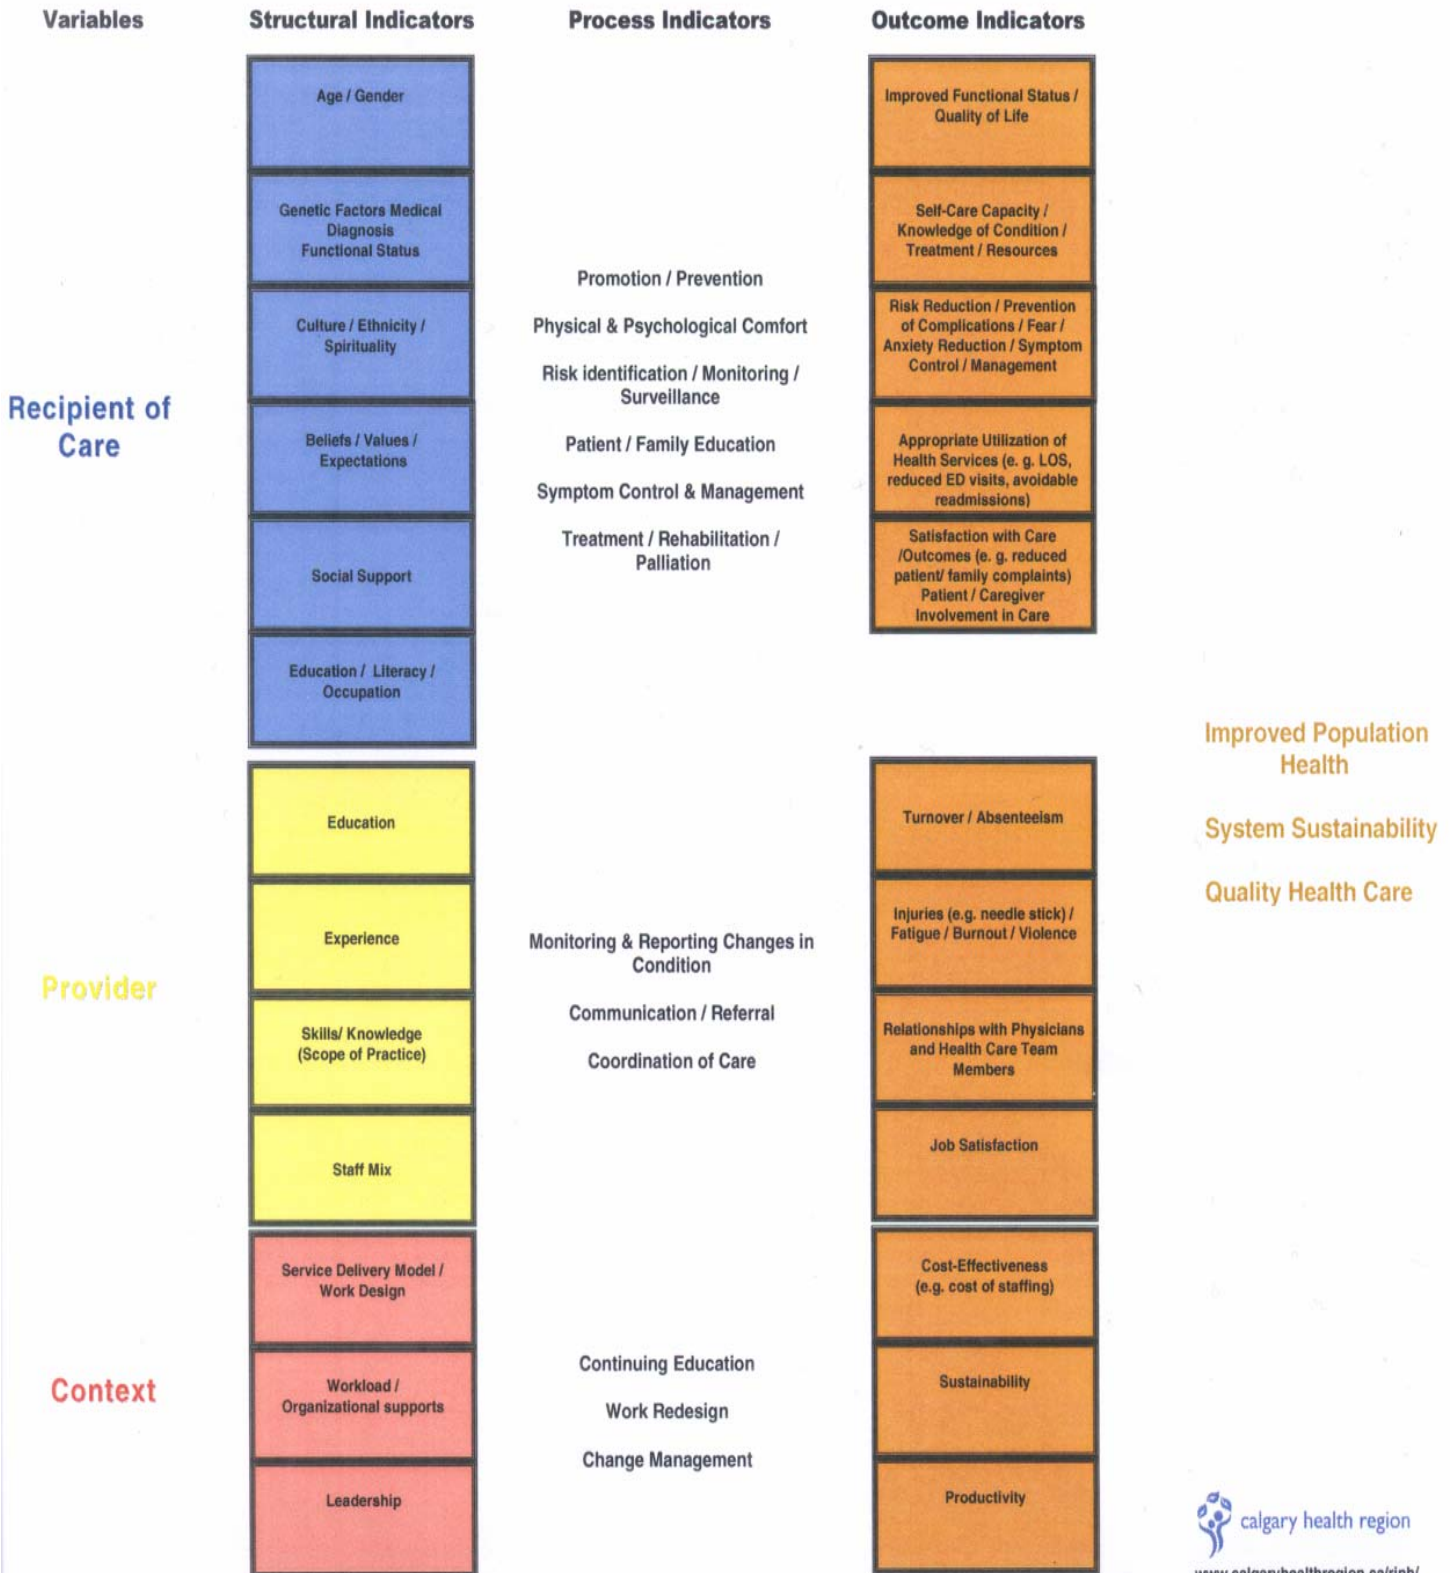 Variables
Structural Indicators
Process Indicators
Outcome Indicators
Recipient of
Care
Age / Gender
Genetic Factors Medical
Diagnosis
Functional Status
Culture / Ethnicity /
Spirituality
Beliefs / Values /
Expectations
Social Support
Education / Literacy /
Occupation
Promotion / Prevention
Physical & Psychological Comfort
Risk identification / Monitoring /
Surveillance
Patient / Family Education
Symptom Control & Management
Treatment / Rehabilitation /
Palliation
Improved Functional Status /
Quality of Life
Self-Care Capacity /
Knowledge of Condition /
Treatment / Resources
Risk Reduction / Prevention
of Complications / Fear /
Anxiety Reduction / Symptom
Control / Management
Appropriate Utilization of
Health Services (e. g. LOS,
reduced ED visits, avoidable
readmissions)
Satisfaction with Care
/Outcomes (e. g. reduced
patient/ family complaints)
Patient / Caregiver
Involvement in Care
Provider
Education
Experience
Skills/ Knowledge
(Scope of Practice)
Staff Mix
Monitoring & Reporting Changes in
Condition
Communication / Referral
Coordination of Care
Turnover / Absenteeism
Injuries (e.g. needle stick) /
Fatigue / Burnout / Violence
Relationships with Physicians
and Health Care Team
Members
Job Satisfaction
Context
Service Delivery Model /
Work Design
Workload /
Organizational supports
Leadership
Continuing Education
Work Redesign
Change Management
Cost-Effectiveness
(e.g. cost of staffing)
Sustainability
Productivity
Improved Population
Health
System Sustainability
Quality Health Care
calgary health region